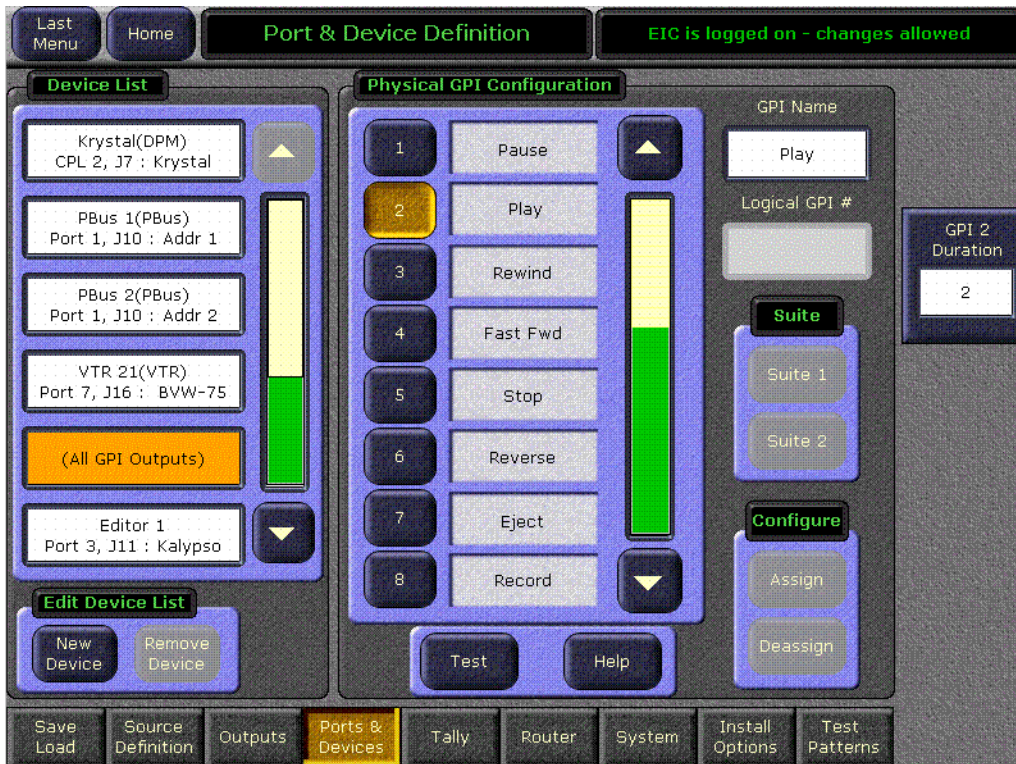 Last
Menu
Home
Port & Device Definition
EIC is logged on - changes allowed
Device List
Krystal(DPM)
CPL 2, J7 : Krystal
PBus 1(PBus)
Port 1, J10 : Addr 1
PBus 2(PBus)
Port 1, J10 : Addr 2
VTR 21(VTR)
Port 7, J16 : BVW-75
(All GPI Outputs)
Editor 1
Port 3, J11 : Kalypso
Edit Device List
New
Device
Remove
Device
Physical GPI Configuration
1 Pause
2 Play
3 Rewind
4 Fast Fwd
5 Stop
6 Reverse
7 Eject
8 Record
Test
Help
GPI Name
Play
Logical GPI #
Suite
Suite 1
Suite 2
Configure
Assign
Deassign
GPI 2
Duration
2
Save
Load
Source
Definition
Outputs
Ports &
Devices
Tally
Router
System
Install
Options
Test
Patterns